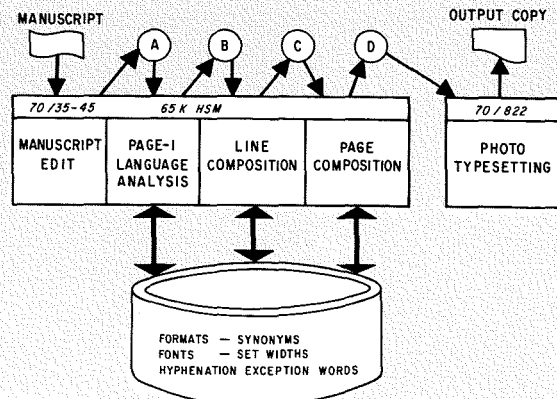 MANUSCRIPT
OUTPUT COPY
A
B
C
D
70/35-45
65K HSM
70/822
MANUSCRIPT
EDIT
PAGE-I
LANGUAGE
ANALYSIS
LINE
COMPOSITION
PAGE
COMPOSITION
PHOTO
TYPESETTING
FORMATS — SYNONYMS
FONTS — SET WIDTHS
HYPHENATION EXCEPTION WORDS